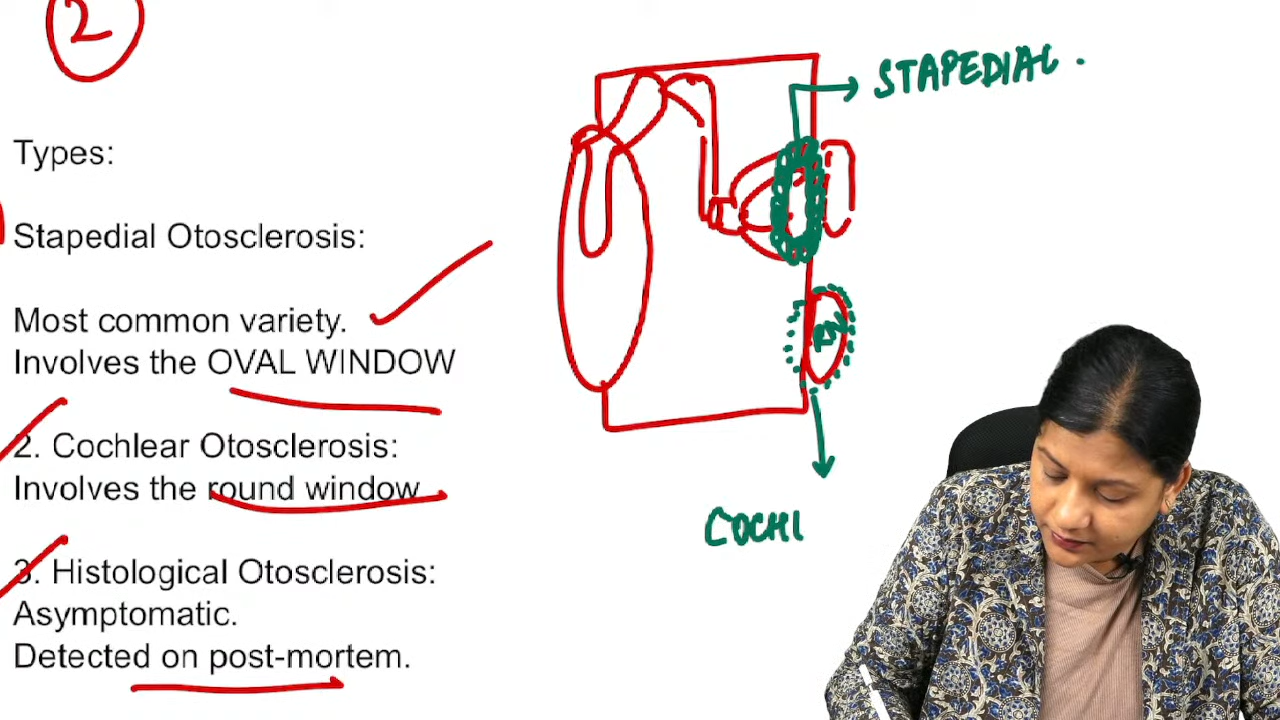 2
Types:
Stapedial Otosclerosis:
Most common variety.
Involves the OVAL WINDOW
2. Cochlear Otosclerosis:
Involves the round window
3. Histological Otosclerosis:
Asymptomatic.
Detected on post-mortem.
STAPEDIAL.
RW
COCHL